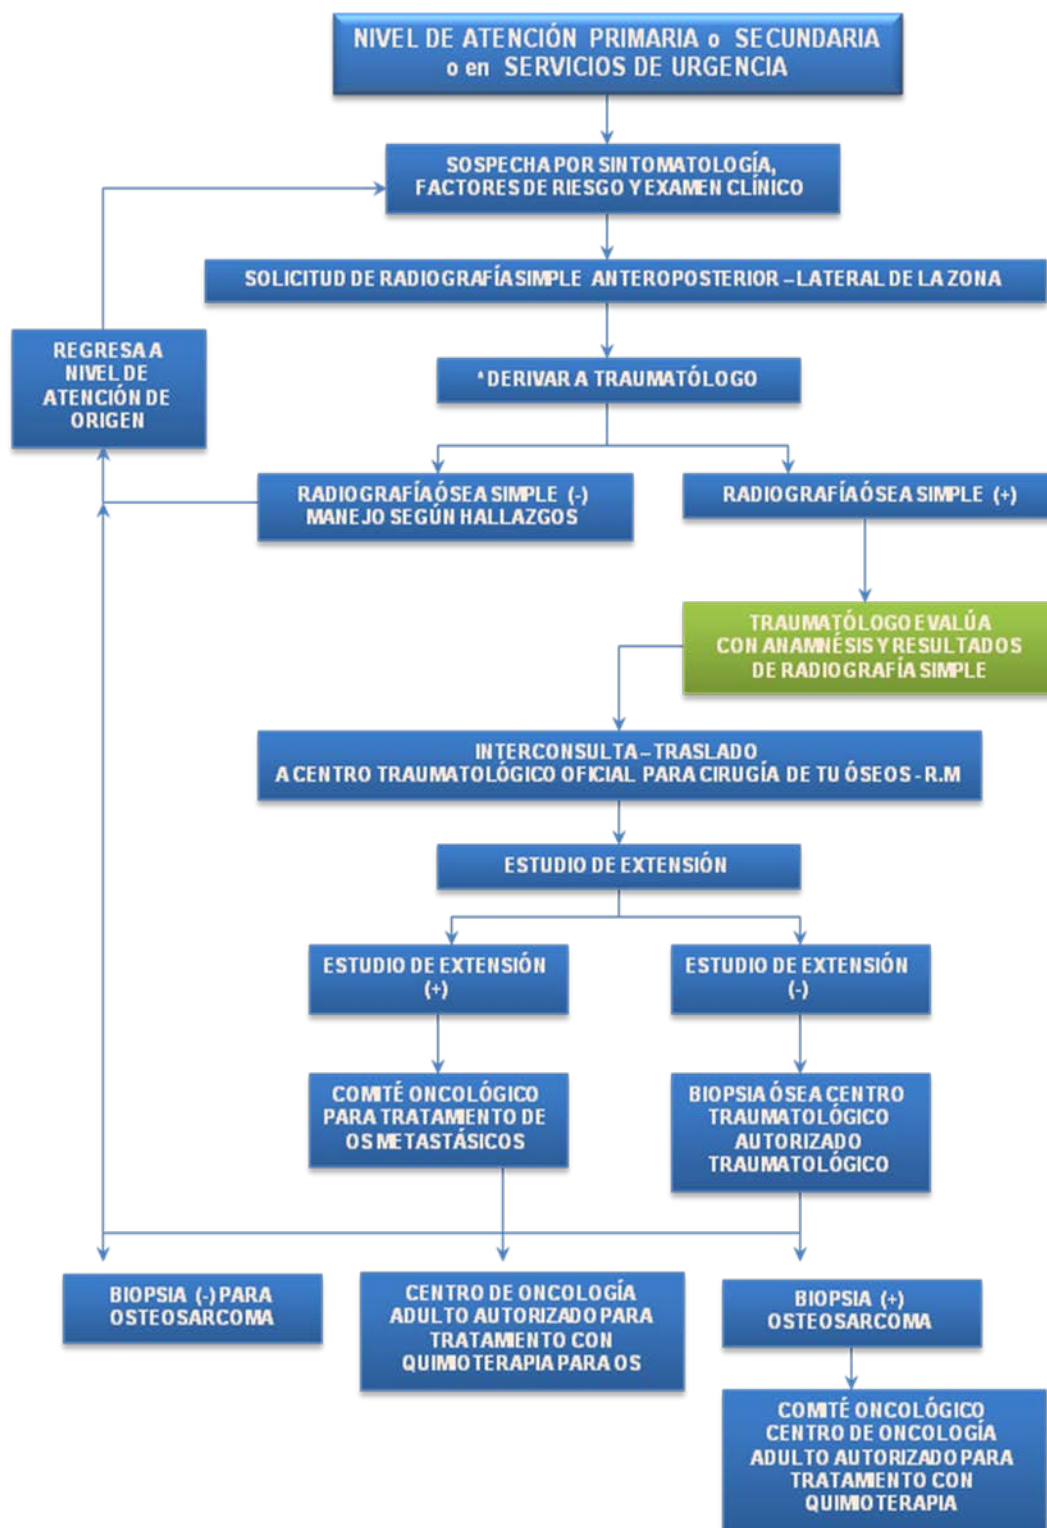 NIVEL DE ATENCIÓN PRIMARIA o SECUNDARIA
o en SERVICIOS DE URGENCIA
SOSPECHA POR SINTOMATOLOGÍA,
FACTORES DE RIESGO Y EXAMEN CLÍNICO
SOLICITUD DE RADIOGRAFÍA SIMPLE ANTEROPOSTERIOR – LATERAL DE LA ZONA
REGRESA A
NIVEL DE
ATENCIÓN DE
ORIGEN
* DERIVAR A TRAUMATÓLOGO
RADIOGRAFÍA ÓSEA SIMPLE (-)
MANEJO SEGÚN HALLAZGOS
RADIOGRAFÍA ÓSEA SIMPLE (+)
TRAUMATÓLOGO EVALÚA
CON ANAMNÉSIS Y RESULTADOS
DE RADIOGRAFÍA SIMPLE
INTERCONSULTA – TRASLADO
A CENTRO TRAUMATOLÓGICO OFICIAL PARA CIRUGÍA DE TU ÓSEOS - R.M
ESTUDIO DE EXTENSIÓN
ESTUDIO DE EXTENSIÓN
(+)
ESTUDIO DE EXTENSIÓN
(-)
COMITÉ ONCOLÓGICO
PARA TRATAMIENTO DE
OS METASTÁSICOS
BIOPSIA ÓSEA CENTRO
TRAUMATOLÓGICO
AUTORIZADO
TRAUMATOLÓGICO
BIOPSIA (-) PARA
OSTEOSARCOMA
CENTRO DE ONCOLOGÍA
ADULTO AUTORIZADO PARA
TRATAMIENTO CON
QUIMIOTERAPIA PARA OS
BIOPSIA (+)
OSTEOSARCOMA
COMITÉ ONCOLÓGICO
CENTRO DE ONCOLOGÍA
ADULTO AUTORIZADO PARA
TRATAMIENTO CON
QUIMIOTERAPIA